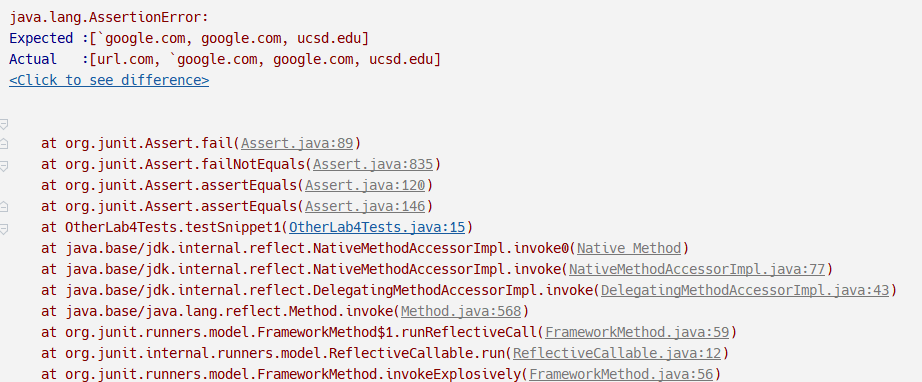 java.lang.AssertionError:
Expected :[`google.com, google.com, ucsd.edu]
Actual   :[url.com, `google.com, google.com, ucsd.edu]
<Click to see difference>
at org.junit.Assert.fail(Assert.java:89)
at org.junit.Assert.failNotEquals(Assert.java:835)
at org.junit.Assert.assertEquals(Assert.java:120)
at org.junit.Assert.assertEquals(Assert.java:146)
at OtherLab4Tests.testSnippet1(OtherLab4Tests.java:15)
at java.base/jdk.internal.reflect.NativeMethodAccessorImpl.invoke0(Native Method)
at java.base/jdk.internal.reflect.NativeMethodAccessorImpl.invoke(NativeMethodAccessorImpl.java:77)
at java.base/jdk.internal.reflect.DelegatingMethodAccessorImpl.invoke(DelegatingMethodAccessorImpl.java:43)
at java.base/java.lang.reflect.Method.invoke(Method.java:568)
at org.junit.runners.model.FrameworkMethod$1.runReflectiveCall(FrameworkMethod.java:59)
at org.junit.internal.runners.model.ReflectiveCallable.run(ReflectiveCallable.java:12)
at org.junit.runners.model.FrameworkMethod.invokeExplosively(FrameworkMethod.java:56)